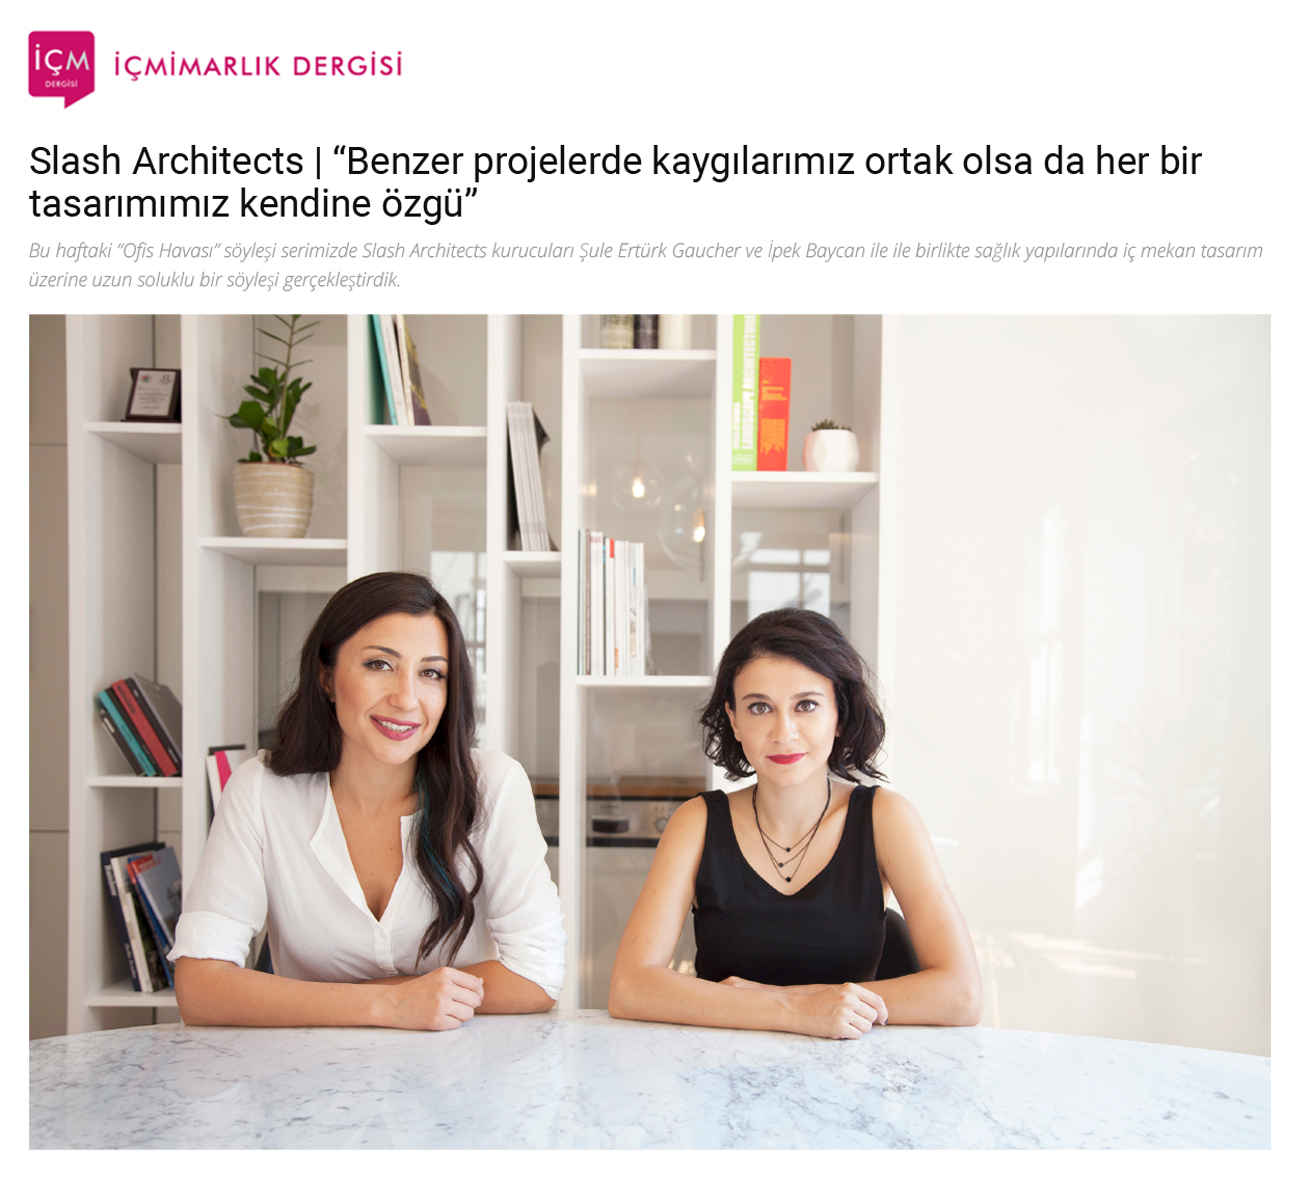 İÇM
DERGİSİ
İÇMİMARLIK DERGİSİ
Slash Architects | “Benzer projelerde kaygılarımız ortak olsa da her bir
tasarımımız kendine özgü”
Bu haftaki “Ofis Havası” söyleşi serimizde Slash Architects kurucuları Şule Ertürk Gaucher ve İpek Baycan ile ile birlikte sağlık yapılarında iç mekan tasarım
üzerine uzun soluklu bir söyleşi gerçekleştirdik.
LANDSCAPE ARCHITECTURE